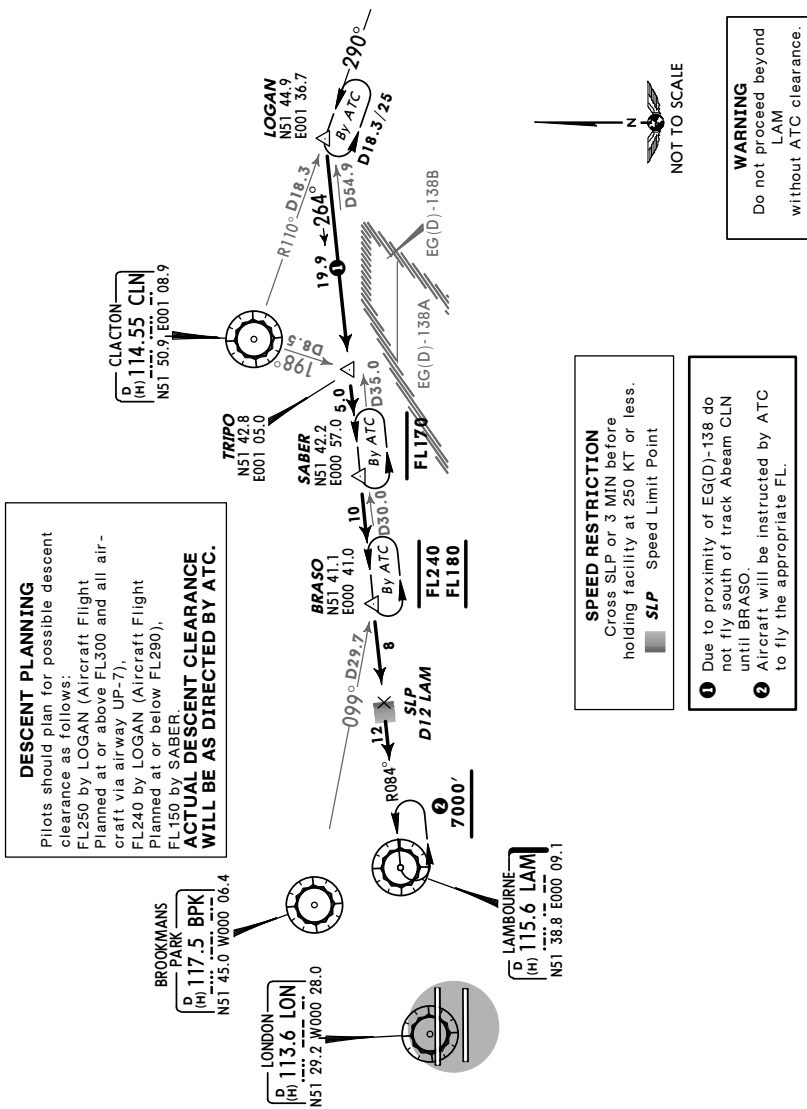 DESCENT PLANNING
Pilots should plan for possible descent
clearance as follows:
FL250 by LOGAN (Aircraft Flight
Planned at or above FL300 and all air-
craft via airway UP-7),
FL240 by LOGAN (Aircraft Flight
Planned at or below FL290),
FL150 by SABER.
ACTUAL DESCENT CLEARANCE
WILL BE AS DIRECTED BY ATC.
CLACTON
D
(H) 114.55 CLN
N51 50.9 E001 08.9
LOGAN
N51 44.9
E001 36.7
290°
By ATC
D18.3/25
R110° D18.3
D54.9
264°
19.9
1
198°
D8.5
TRIPO
N51 42.8
E001 05.0
5.0
D35.0
SABER
N51 42.2
E000 57.0
By ATC
FL170
EG(D)-138A
EG(D)-138B
10
D30.0
BRASO
N51 41.1
E000 41.0
By ATC
FL240
FL180
099° D29.7
8
SLP
D12 LAM
12
R084°
2
7000'
BROOKMANS
PARK
D
(H) 117.5 BPK
N51 45.0 W000 06.4
LONDON
D
(H) 113.6 LON
N51 29.2 W000 28.0
LAMBOURNE
D
(H) 115.6 LAM
N51 38.8 E000 09.1
N
NOT TO SCALE
SPEED RESTRICTION
Cross SLP or 3 MIN before
holding facility at 250 KT or less.
SLP Speed Limit Point
1 Due to proximity of EG(D)-138 do
not fly south of track Abeam CLN
until BRASO.
2 Aircraft will be instructed by ATC
to fly the appropriate FL.
WARNING
Do not proceed beyond
LAM
without ATC clearance.